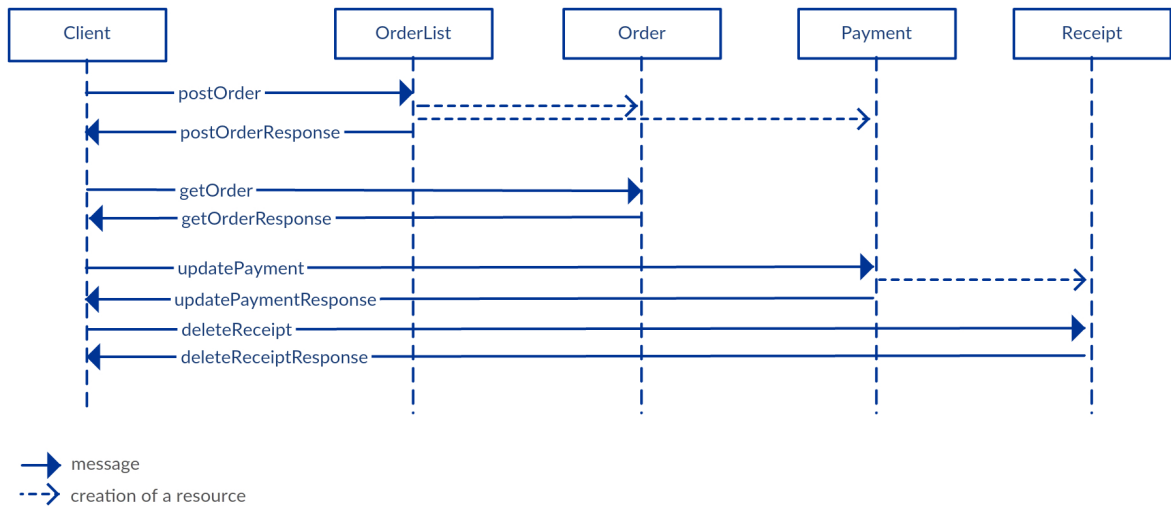 Client
OrderList
Order
Payment
Receipt
postOrder
postOrderResponse
getOrder
getOrderResponse
updatePayment
updatePaymentResponse
deleteReceipt
deleteReceiptResponse
message
creation of a resource